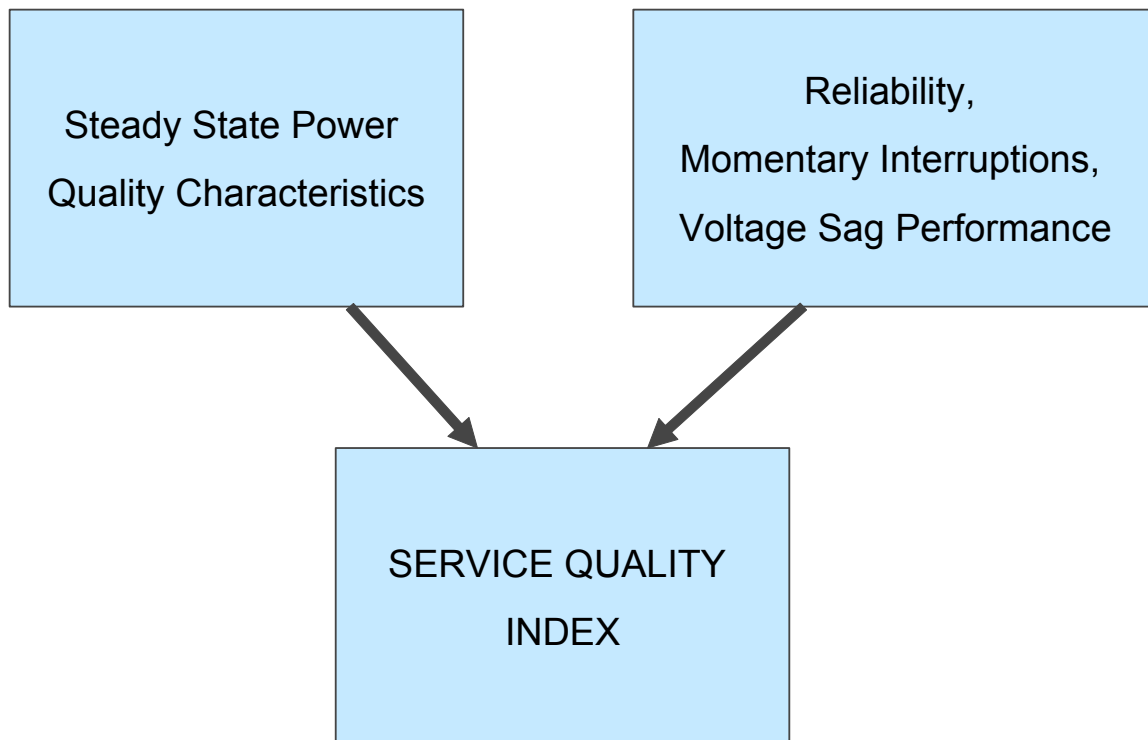 Steady State Power
Quality Characteristics
Reliability,
Momentary Interruptions,
Voltage Sag Performance
SERVICE QUALITY
INDEX